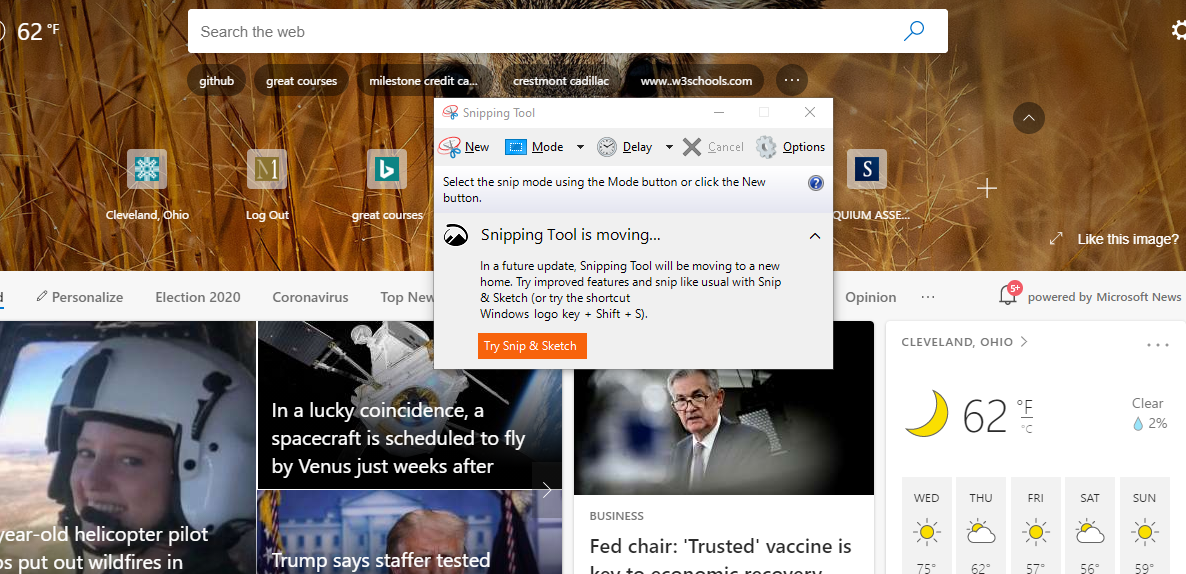 62 °F
Search the web
github
great courses
milestone credit ca...
crestmont cadillac
www..w3schools.com
...
Snipping Tool
New
Mode
Delay
Cancel
Options
Select the snip mode using the Mode button or click the New
button.
Snipping Tool is moving...
In a future update, Snipping Tool will be moving to a new
home. Try improved features and snip like usual with Snip
& Sketch (or try the shortcut
Windows logo key + Shift + S).
Try Snip & Sketch
Cleveland, Ohio
M
Log Out
b
great courses
S
QUIUM ASSE...
Like this image?
d
Personalize
Election 2020
Coronavirus
Top New
Opinion
...
5+
powered by Microsoft News
year-old helicopter pilot
os put out wildfires in
In a lucky coincidence, a
spacecraft is scheduled to fly
by Venus just weeks after
Trump says staffer tested
BUSINESS
Fed chair: 'Trusted' vaccine is
key to economic recovery
CLEVELAND, OHIO
...
62 °F
°C
Clear
2%
WED
THU
FRI
SAT
SUN
75°
62°
57°
56°
59°